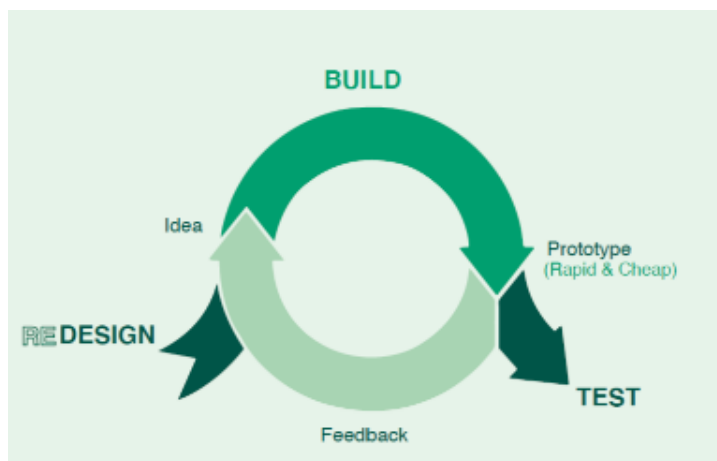 BUILD
Idea
Prototype
(Rapid & Cheap)
REDESIGN
TEST
Feedback